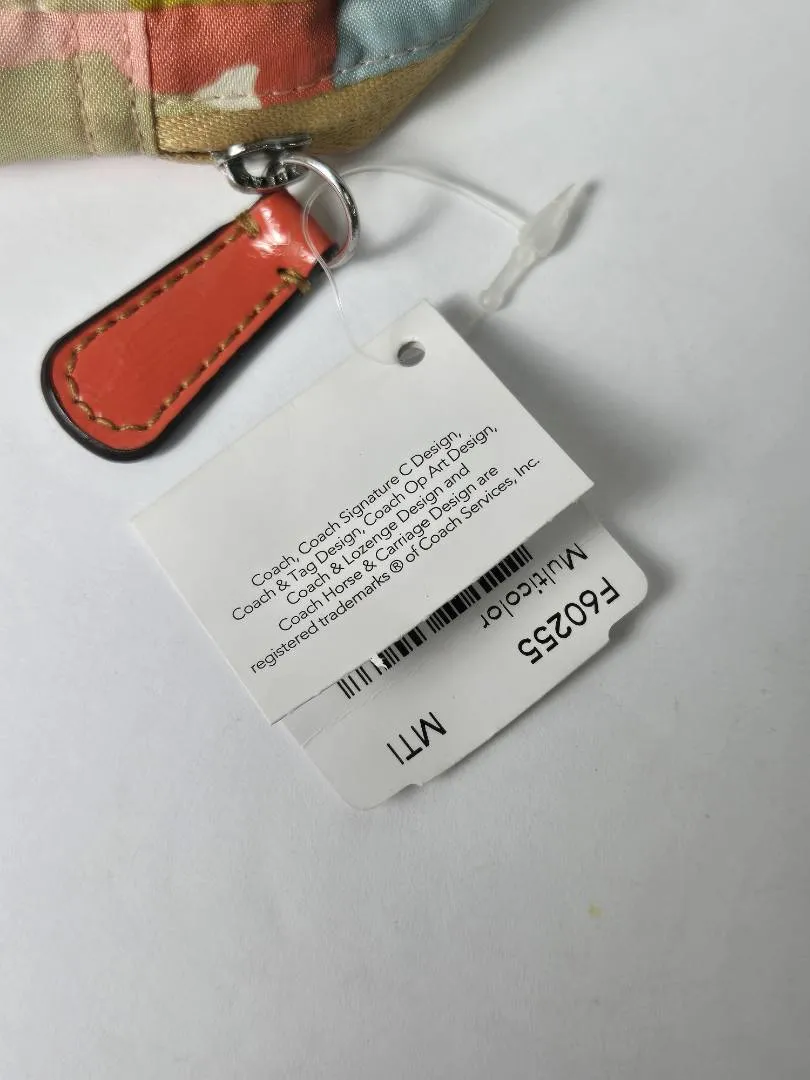 Coach, Coach Signature C Design,
Coach & Tag Design, Coach Op Art Design,
Coach & Lozenge Design and
Coach Horse & Carriage Design are
registered trademarks ® of Coach Services, Inc.
F60255
Multicolor
MTI